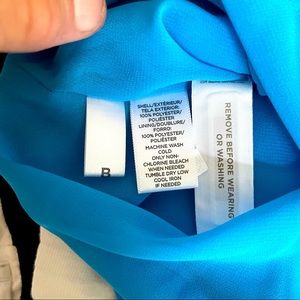 B
SHELL/EXTÉRIEUR/
TELA EXTERIOR:
100% POLYESTER/
POLIÉSTER
LINING/DOUBLURE/
FORRO:
100% POLYESTER/
POLIÉSTER
MACHINE WASH
COLD
ONLY NON-
CHLORINE BLEACH
WHEN NEEDED
TUMBLE DRY LOW
COOL IRON
IF NEEDED
REMOVE BEFORE WEARING
OR WASHING